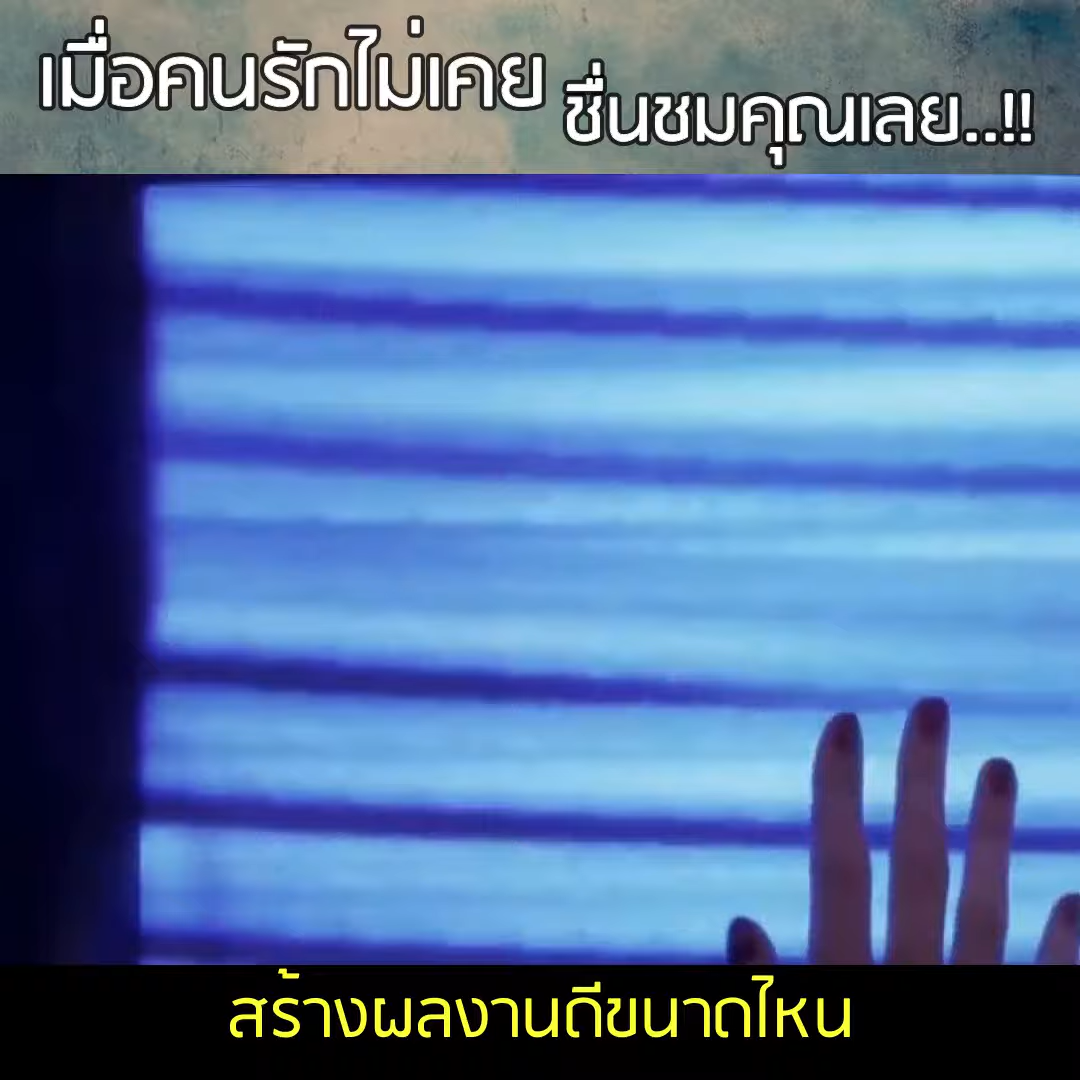 เมื่อคนรักไม่เคย ชื่นชมคุณเลย..!!
สร้างผลงานดีขนาดไหน